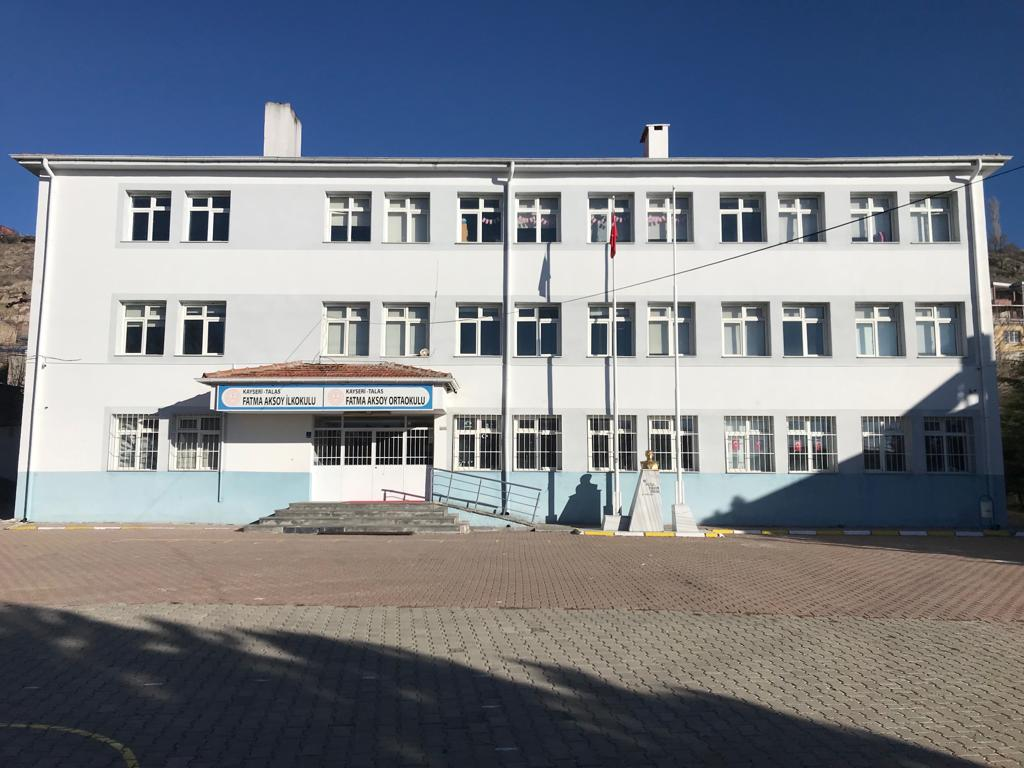 KAYSERİ -TALAS
FATMA AKSOY İLKOKULU
KAYSERİ -TALAS
FATMA AKSOY ORTAOKULU